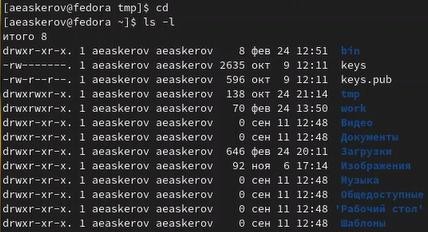 [aeaskerov@fedora tmp]$ cd
[aeaskerov@fedora ~]$ ls -l
итого 8
drwxr-xr-x. 1 aeaskerov aeaskerov    8 фев 24 12:51  bin
-rw-------. 1 aeaskerov aeaskerov 2635 окт  9 12:11  keys
-rw-r--r--. 1 aeaskerov aeaskerov  596 окт  9 12:11  keys.pub
drwxrwxr-x. 1 aeaskerov aeaskerov  138 окт 24 21:14  tmp
drwxrwxr-x. 1 aeaskerov aeaskerov   70 фев 24 13:50  work
drwxr-xr-x. 1 aeaskerov aeaskerov    0 сен 11 12:48  Видео
drwxr-xr-x. 1 aeaskerov aeaskerov    0 сен 11 12:48  Документы
drwxr-xr-x. 1 aeaskerov aeaskerov  646 фев 24 20:11  Загрузки
drwxr-xr-x. 1 aeaskerov aeaskerov   92 ноя  6 17:14  Изображения
drwxr-xr-x. 1 aeaskerov aeaskerov    0 сен 11 12:48  Музыка
drwxr-xr-x. 1 aeaskerov aeaskerov    0 сен 11 12:48  Общедоступные
drwxr-xr-x. 1 aeaskerov aeaskerov    0 сен 11 12:48 'Рабочий стол'
drwxr-xr-x. 1 aeaskerov aeaskerov    0 сен 11 12:48  Шаблоны